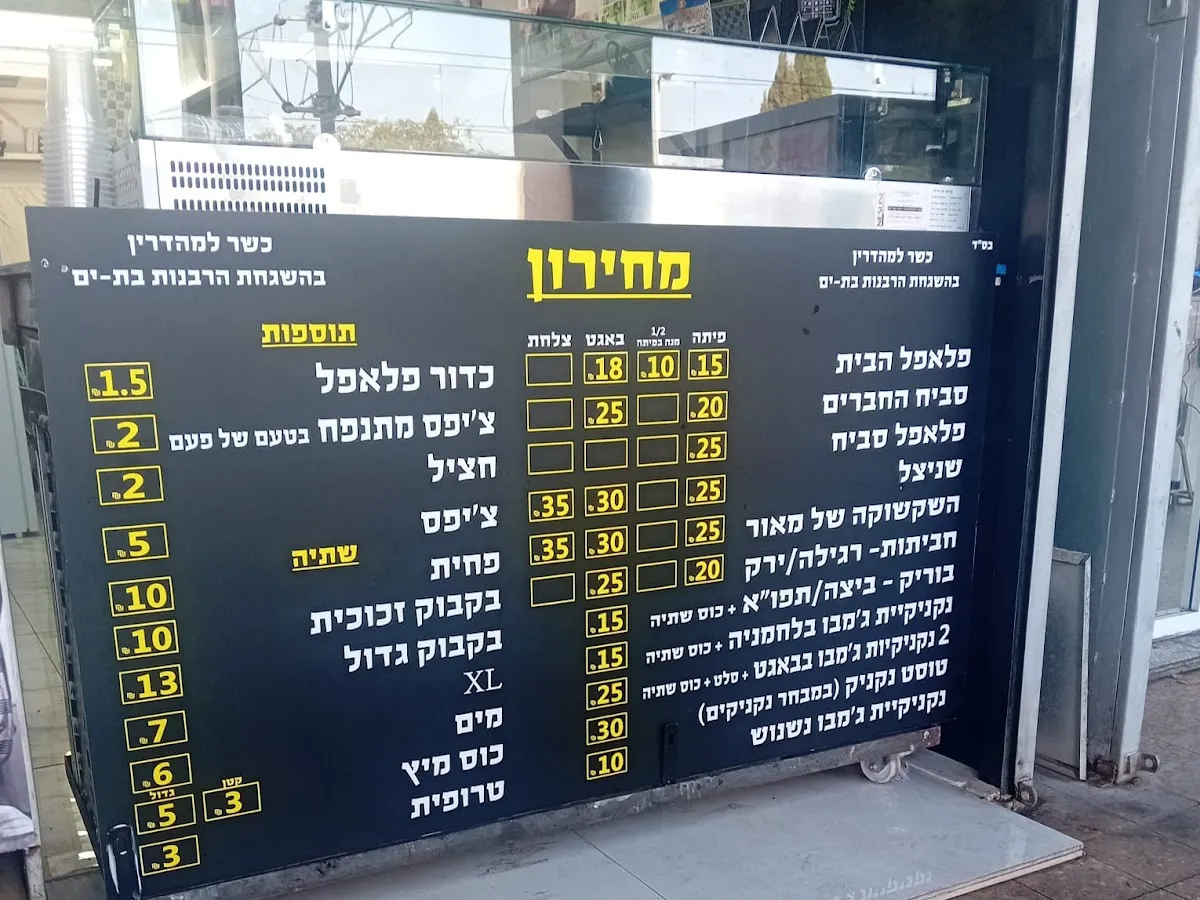 בס"ד
כשר למהדרין
בהשגחת הרבנות בת-ים
מחירון
כשר למהדרין
בהשגחת הרבנות בת-ים
פיתה 1/2 מנה בפיתה באגט צלחת
פלאפל הבית 15₪ 10₪ 18₪
סביח החברים 20₪ 25₪
פלאפל סביח 25₪
שניצל 25₪ 30₪ 35₪
השקשוקה של מאור 25₪ 30₪ 35₪
חביתות- רגילה/ירק 20₪ 25₪
בוריק - ביצה/תפו"א + כוס שתיה 15₪
נקניקיית ג'מבו בלחמניה + כוס שתיה 15₪
2 נקניקיות ג'מבו בבאגט + סלט + כוס שתיה 25₪
טוסט נקניק (במבחר נקניקים) 30₪
נקניקיית ג'מבו נשנוש 10₪
תוספות
כדור פלאפל 1.5₪
צ'יפס מתנפח בטעם של פעם 2₪
חציל 2₪
צ'יפס 5₪
שתיה
פחית 10₪
בקבוק זכוכית 10₪
בקבוק גדול 13₪
XL 7₪
מים 6₪
כוס מיץ קטן 3₪ גדול 5₪
טרופית 3₪